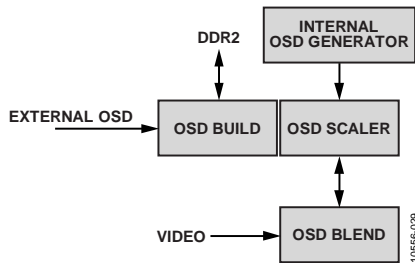 INTERNAL
OSD GENERATOR
DDR2
EXTERNAL OSD
OSD BUILD
OSD SCALER
VIDEO
OSD BLEND
10556-029